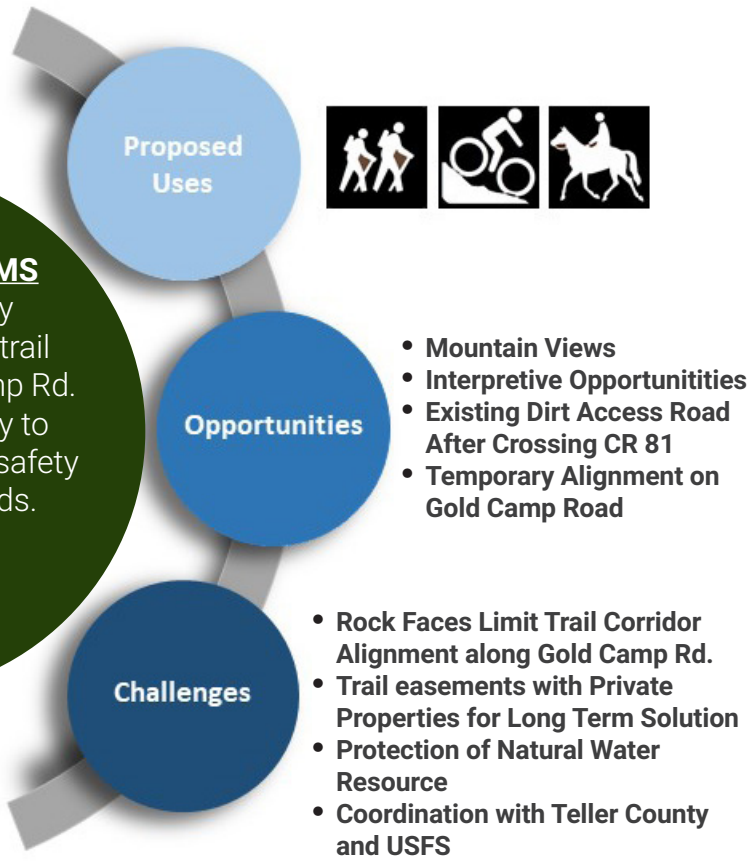 Proposed
Uses
MS
y
trail
mp Rd.
y to
safety
ds.
Opportunities
• Mountain Views
• Interpretive Opportunitities
• Existing Dirt Access Road
After Crossing CR 81
• Temporary Alignment on
Gold Camp Road
Challenges
• Rock Faces Limit Trail Corridor
Alignment along Gold Camp Rd.
• Trail easements with Private
Properties for Long Term Solution
• Protection of Natural Water
Resource
• Coordination with Teller County
and USFS